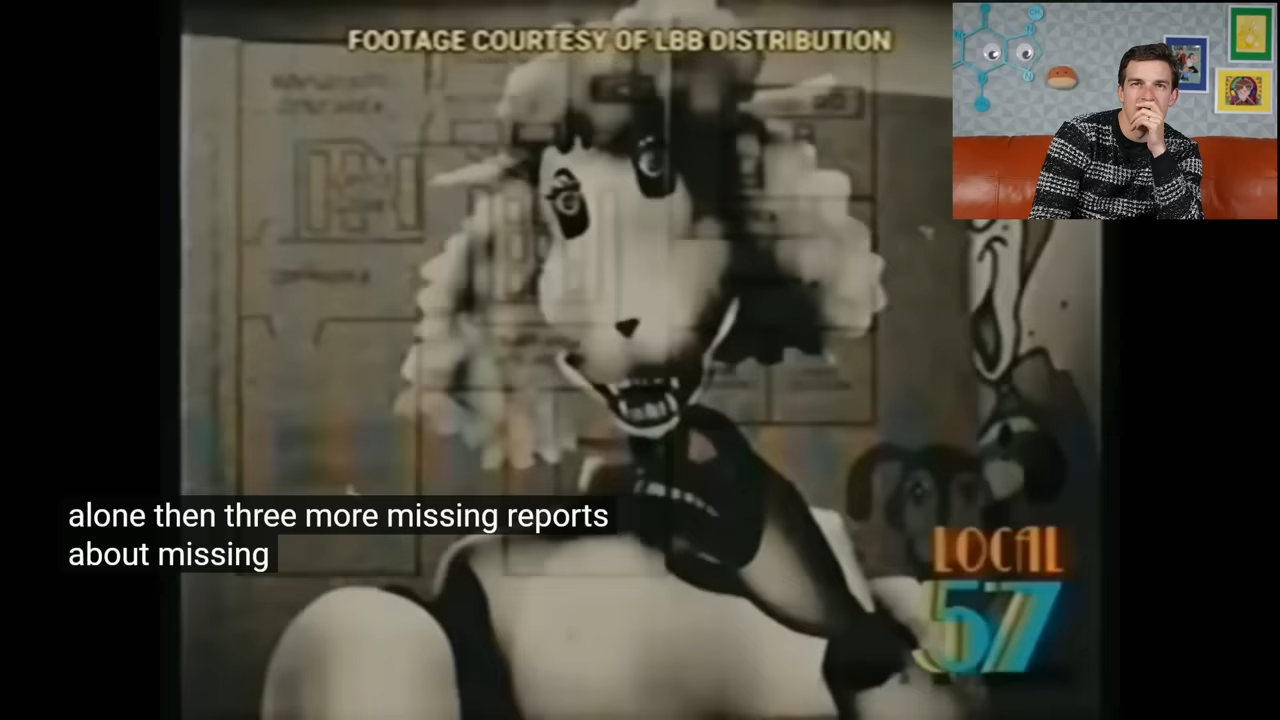 FOOTAGE COURTESY OF LBB DISTRIBUTION
alone then three more missing reports
about missing
LOCAL
57